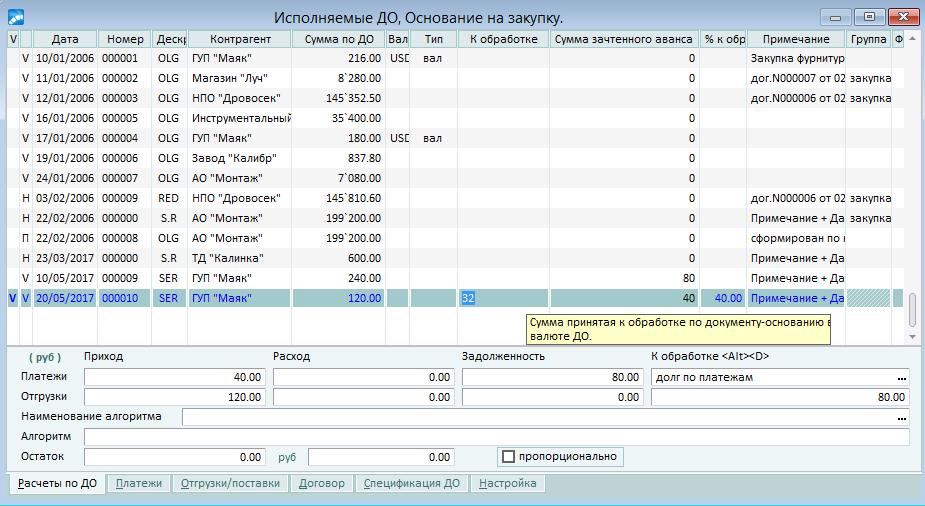 Исполняемые ДО, Основание на закупку.
V Дата Номер Дескр Контрагент Сумма по ДО Вал Тип К обработке Сумма зачтенного аванса % к обр Примечание Группа Ф
V 10/01/2006 000001 OLG ГУП "Маяк" 216.00 USD вал 0 Закупка фурнитур
V 11/01/2006 000002 OLG Магазин "Луч" 8`280.00 0 дог.N000007 от 02 закупка
V 12/01/2006 000003 OLG НПО "Дровосек" 145`352.50 0 дог.N000006 от 02 закупка
V 16/01/2006 000005 OLG Инструментальный 35`400.00 0
V 17/01/2006 000004 OLG ГУП "Маяк" 180.00 USD вал 0
V 19/01/2006 000006 OLG Завод "Калибр" 837.80 0
V 24/01/2006 000007 OLG АО "Монтаж" 7`080.00 0
Н 03/02/2006 000009 RED НПО "Дровосек" 145`810.60 0 дог.N000006 от 02 закупка
Н 22/02/2006 000000 S.R АО "Монтаж" 199`200.00 0 Примечание + Да закупка
П 22/02/2006 000008 OLG АО "Монтаж" 199`200.00 0 сформирован по
Н 23/03/2017 000000 S.R ТД "Калинка" 600.00 0 Примечание + Да
V 10/05/2017 000009 SER ГУП "Маяк" 240.00 80 Примечание + Да
V V 20/05/2017 000010 SER ГУП "Маяк" 120.00 32 40 40.00 Примечание + Да
Сумма принятая к обработке по документу-основанию в
валюте ДО.
( руб ) Приход Расход Задолженность К обработке <Alt><D>
Платежи 40.00 0.00 80.00 долг по платежам ...
Отгрузки 120.00 0.00 0.00 80.00
Наименование алгоритма ...
Алгоритм
Остаток 0.00 руб 0.00 пропорционально
Расчеты по ДО Платежи Отгрузки/поставки Договор Спецификация ДО Настройка